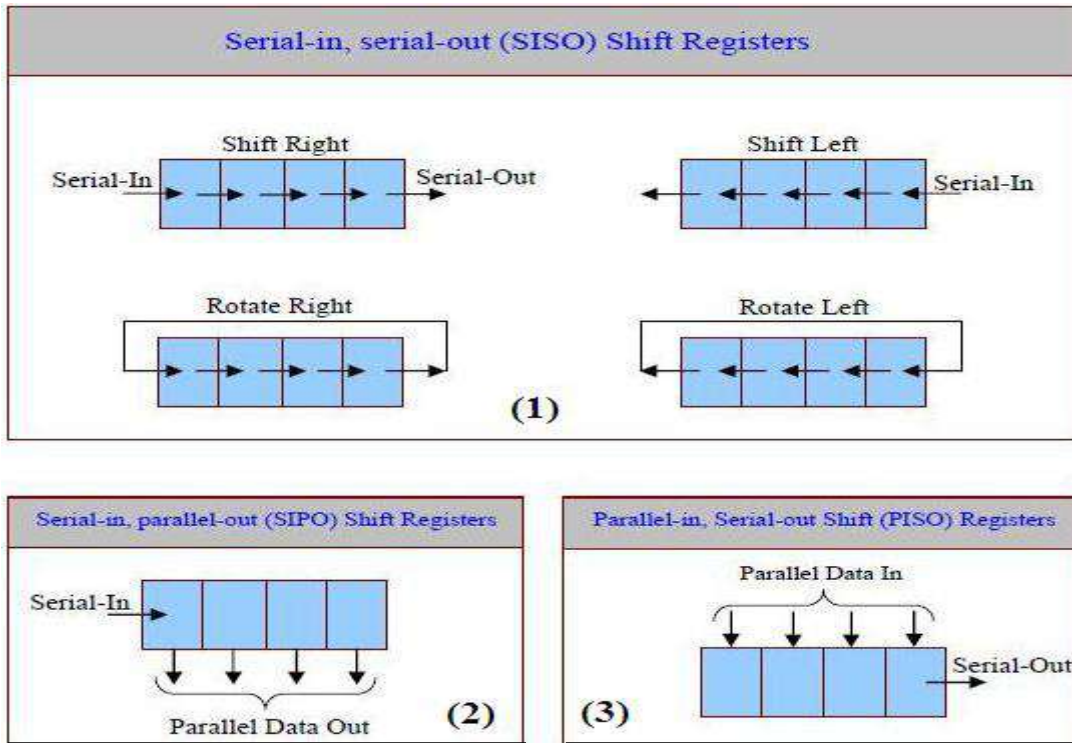 Serial-in, serial-out (SISO) Shift Registers
Shift Right
Serial-In
Serial-Out
Shift Left
Serial-In
Rotate Right
Rotate Left
(1)
Serial-in, parallel-out (SIPO) Shift Registers
Serial-In
Parallel Data Out
(2)
Parallel-in, Serial-out Shift (PISO) Registers
Parallel Data In
Serial-Out
(3)